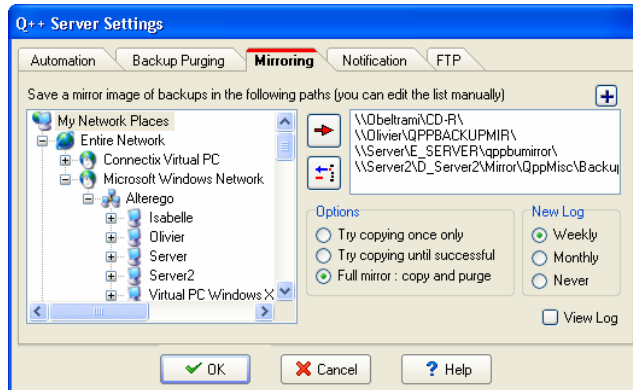 Q++ Server Settings
Automation
Backup Purging
Mirroring
Notification
FTP
Save a mirror image of backups in the following paths (you can edit the list manually)
My Network Places
Entire Network
Connectix Virtual PC
Microsoft Windows Network
Alterego
Isabelle
Olivier
Server
Server2
Virtual PC Windows X
\\Obeltrami\CD-R\
\\Olivier\QPPBACKUPMIR\
\\Server\E_SERVER\qppbumirror\
\\Server2\D_Server2\Mirror\QppMisc\Backup
Options
Try copying once only
Try copying until successful
Full mirror : copy and purge
New Log
Weekly
Monthly
Never
View Log
OK
Cancel
? Help